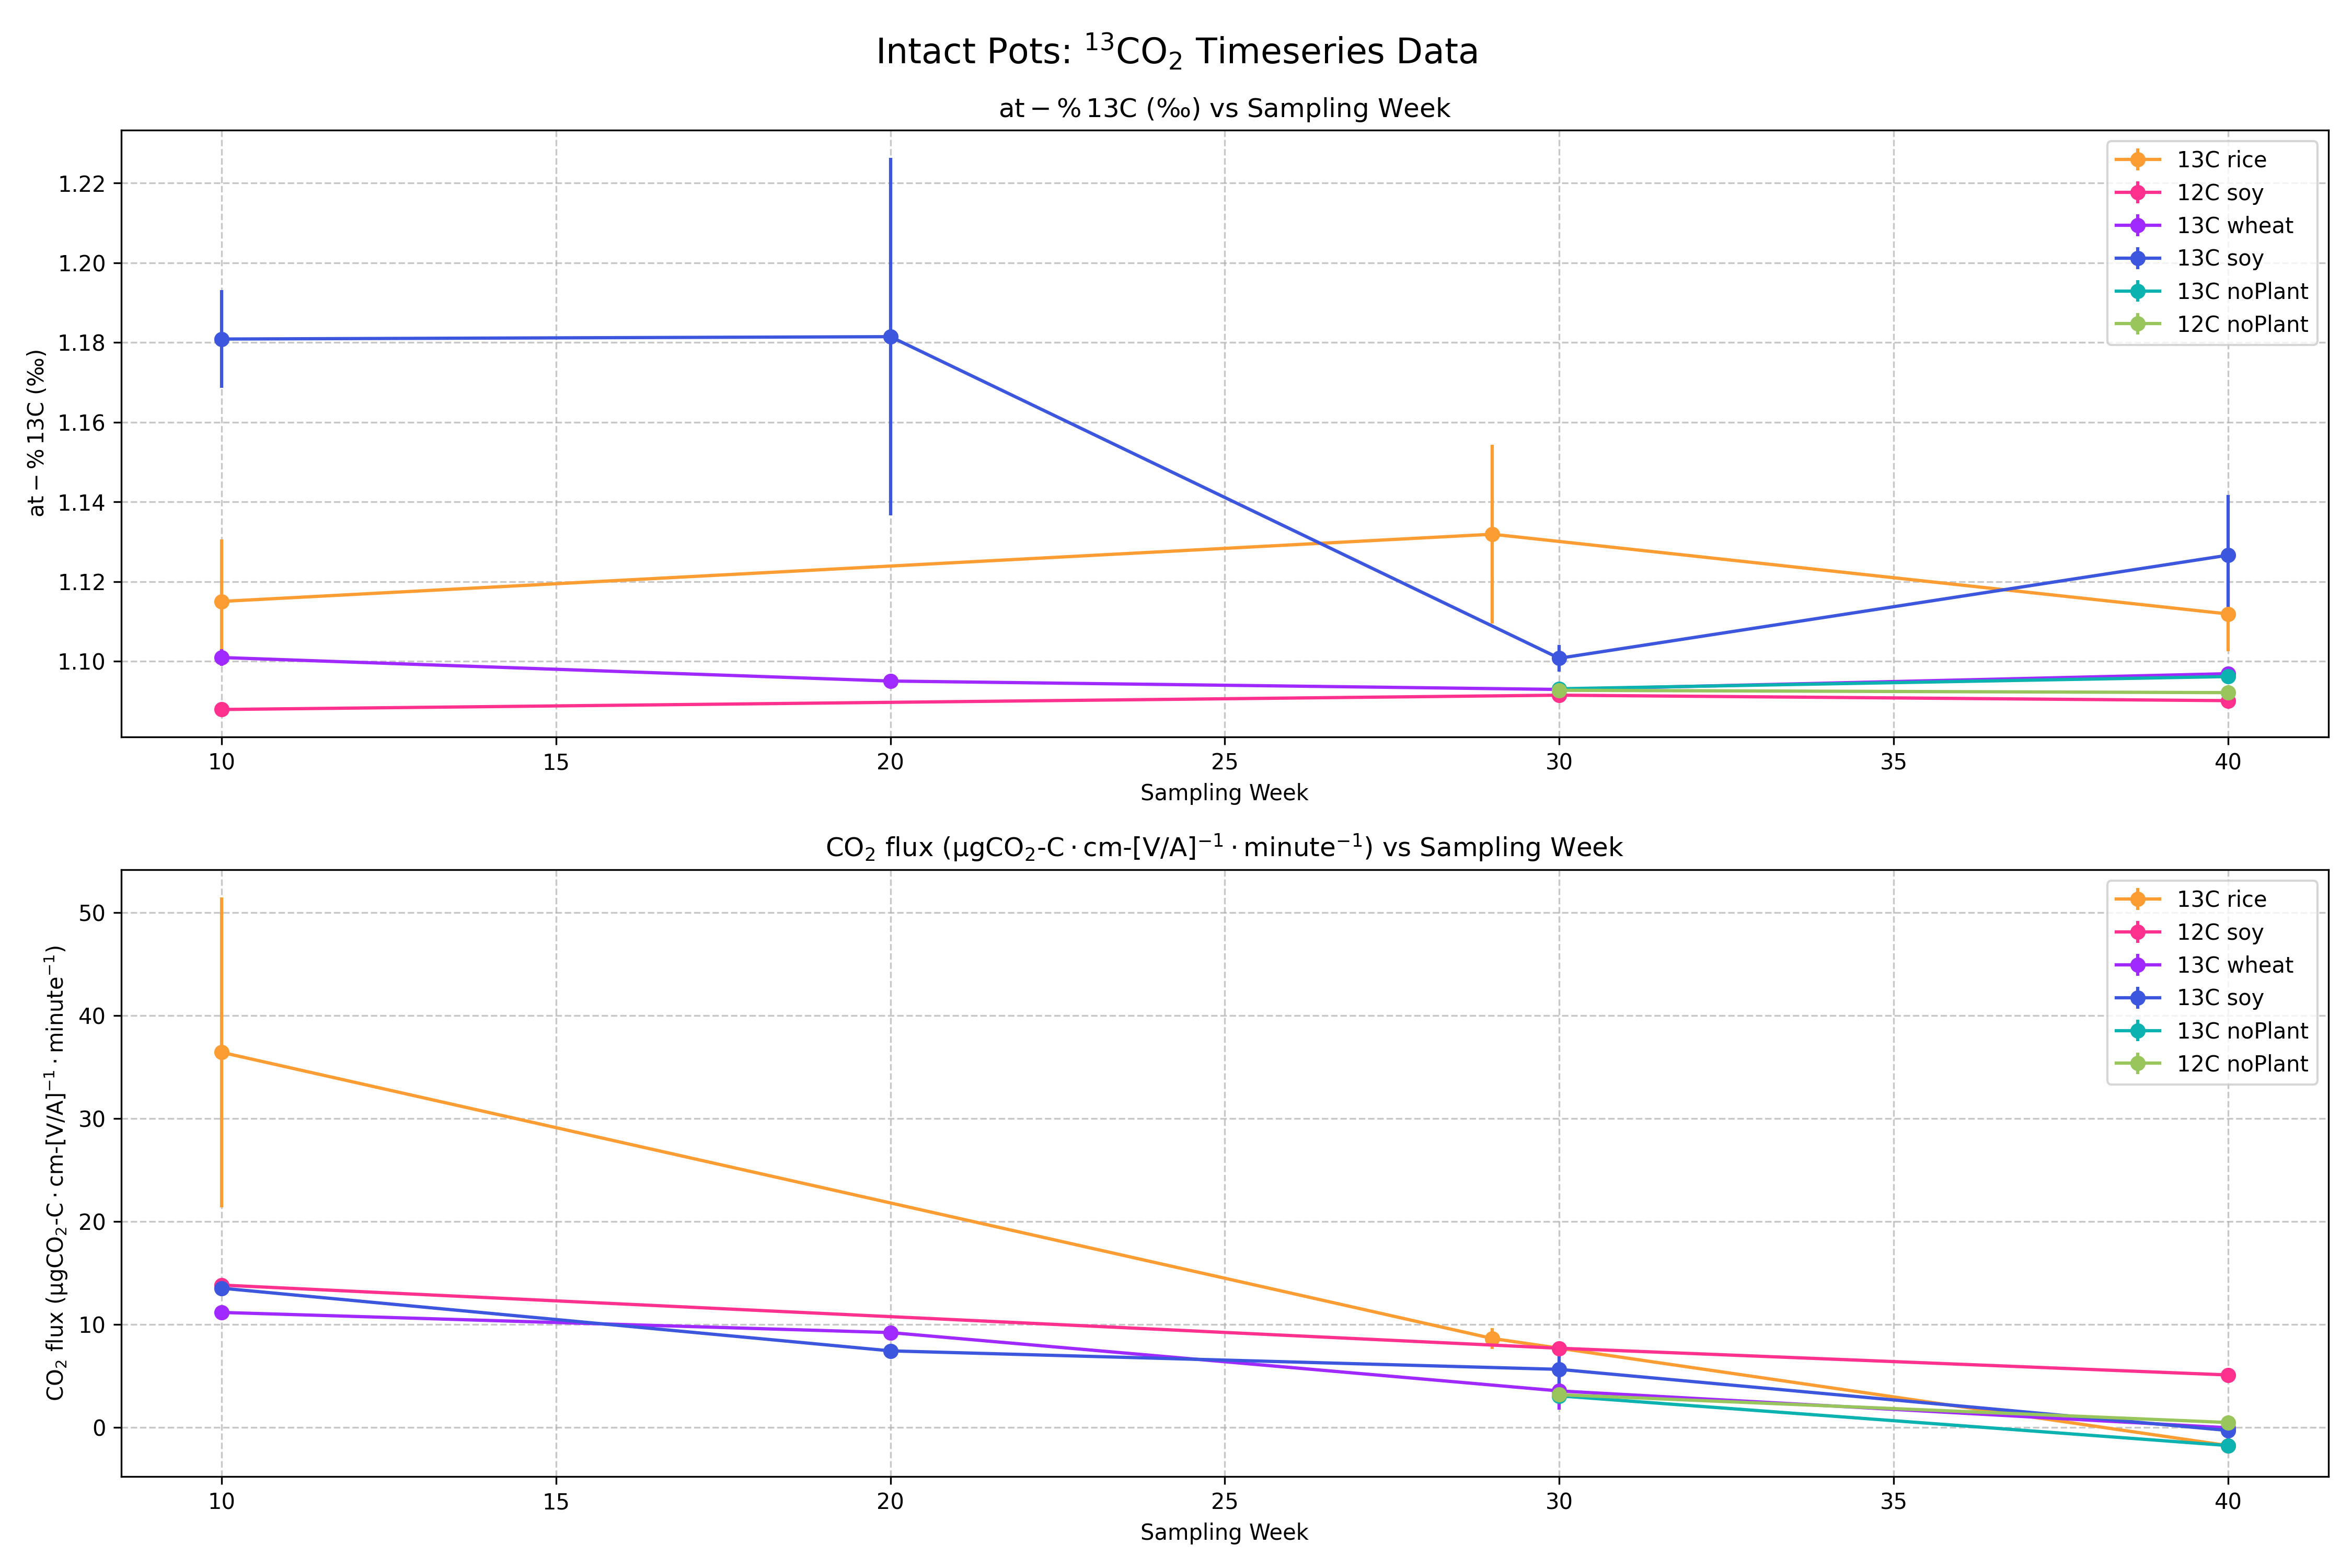 Intact Pots: ¹³CO₂ Timeseries Data
at − % 13C (‰) vs Sampling Week
at − % 13C (‰)
1.22
1.20
1.18
1.16
1.14
1.12
1.10
13C rice
12C soy
13C wheat
13C soy
13C noPlant
12C noPlant
10 15 20 25 30 35 40
Sampling Week
CO₂ flux (µgCO₂-C · cm-[V/A]⁻¹ · minute⁻¹) vs Sampling Week
CO₂ flux (µgCO₂-C · cm-[V/A]⁻¹ · minute⁻¹)
50
40
30
20
10
0
13C rice
12C soy
13C wheat
13C soy
13C noPlant
12C noPlant
10 15 20 25 30 35 40
Sampling Week